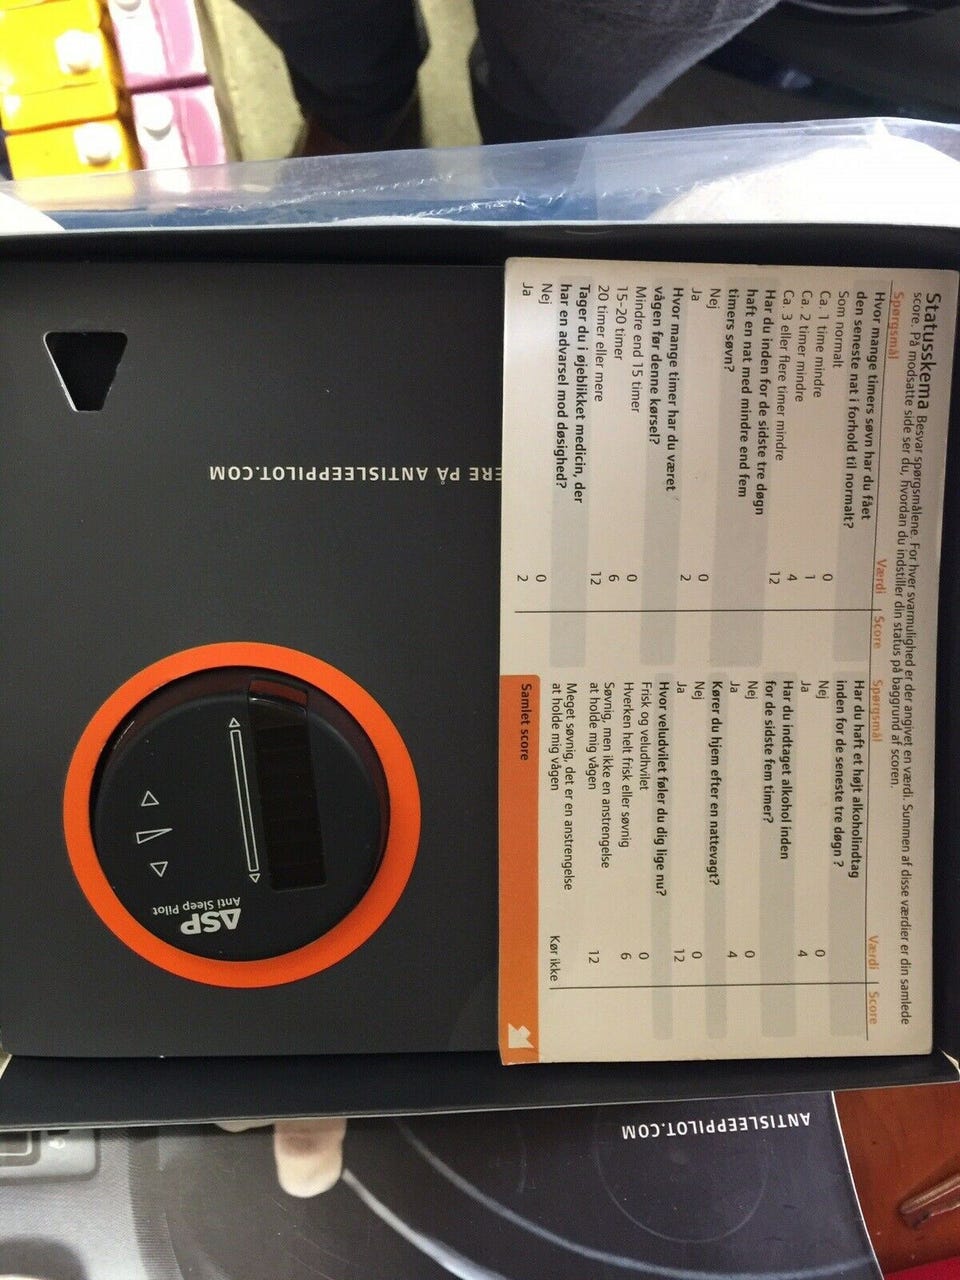 Statusskema Besvar spørgsmålene. For hver svarmulighed er der angivet en værdi. Summen af disse værdier er din samlede
score. På modsatte side ser du, hvordan du indstiller din status på baggrund af scoren.
Spørgsmål Værdi Score
Hvor mange timers søvn har du fået
den seneste nat i forhold til normalt?
Som normalt 0
Ca. 1 time mindre 1
Ca. 2 timer mindre 4
Ca. 3 eller flere timer mindre 12
Har du inden for de sidste tre døgn
haft en nat med mindre end fem
timers søvn?
Nej 0
Ja 2
Hvor mange timer har du været
vågen før denne kørsel?
Mindre end 15 timer 0
15-20 timer 6
20 timer eller mere 12
Tager du i øjeblikket medicin, der
har en advarsel mod døsighed?
Nej 0
Ja 2
Spørgsmål Værdi Score
Har du haft et højt alkoholindtag
inden for de seneste tre døgn ?
Nej 0
Ja 4
Har du indtaget alkohol inden
for de sidste fem timer?
Nej 0
Ja 4
Kører du hjem efter en nattevagt?
Nej 0
Ja 12
Hvor veludvilet føler du dig lige nu?
Frisk og veludhvilet 0
Hverken helt frisk eller søvnig 6
Søvnig, men ikke en anstrengelse
at holde mig vågen 12
Meget søvnig, det er en anstrengelse
at holde mig vågen Kør ikke
Samlet score
ERE PÅ ANTISLEEPPILOT.COM
ASP
Anti Sleep Pilot
ANTISLEEPPILOT.COM